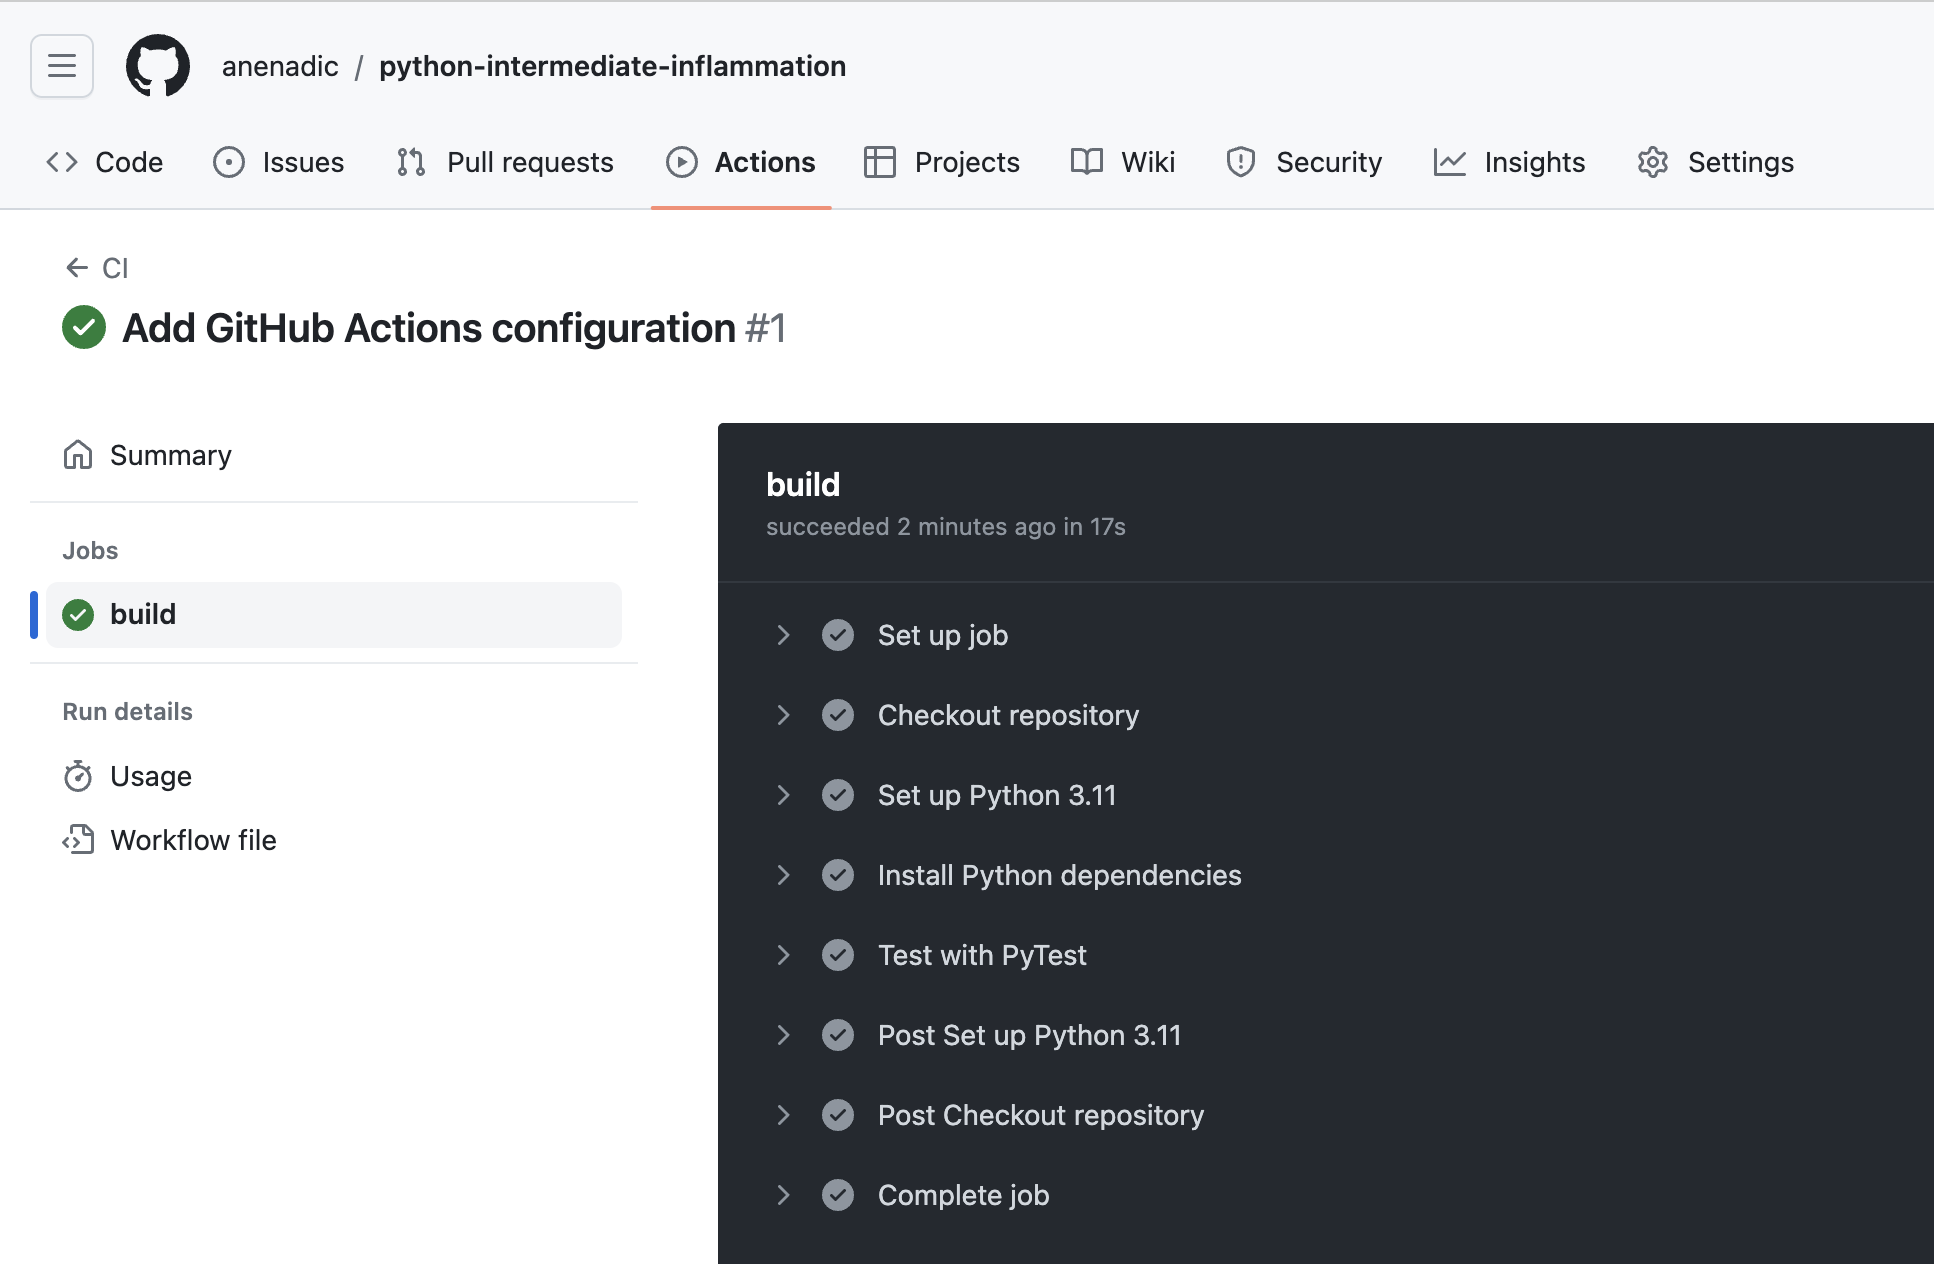 anenadic / python-intermediate-inflammation
Code Issues Pull requests Actions Projects Wiki Security Insights Settings
← CI
Add GitHub Actions configuration #1
Summary
Jobs
build
Run details
Usage
Workflow file
build
succeeded 2 minutes ago in 17s
Set up job
Checkout repository
Set up Python 3.11
Install Python dependencies
Test with PyTest
Post Set up Python 3.11
Post Checkout repository
Complete job